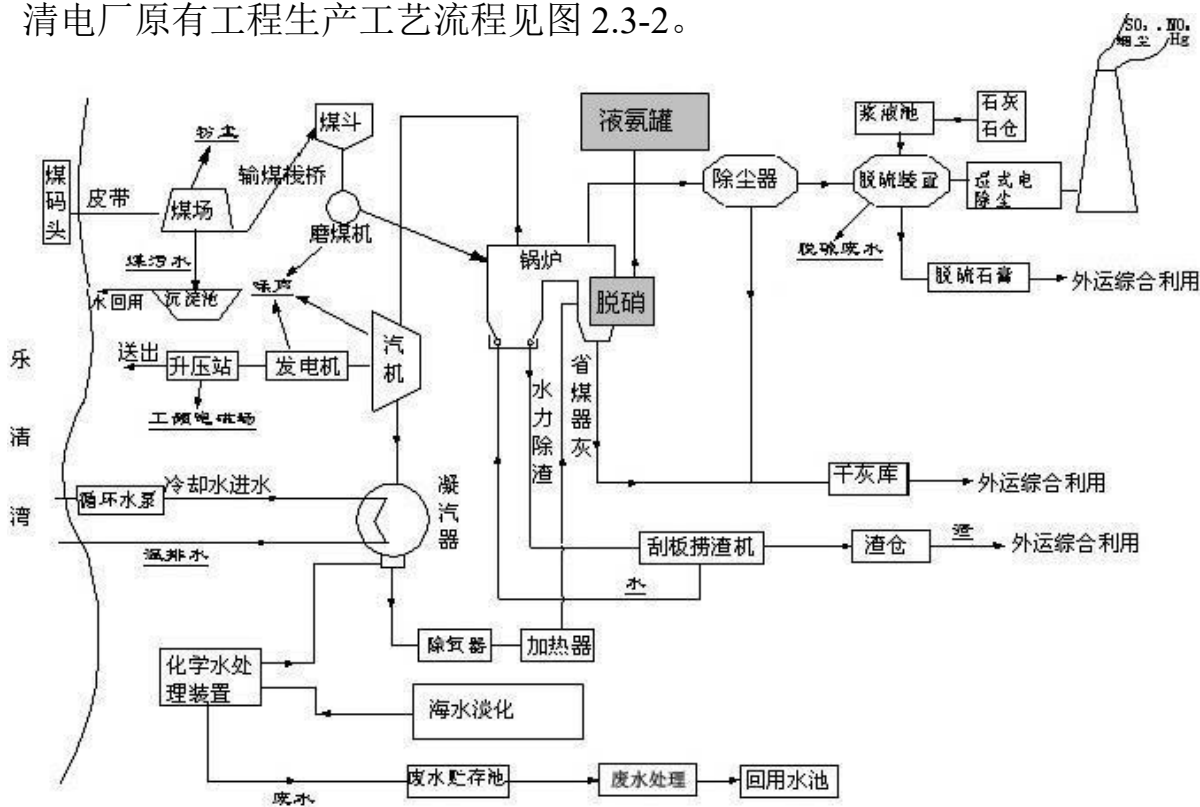 清电厂原有工程生产工艺流程见图 2.3-2。
SO₂ . NOₓ
烟尘 Hg
液氨罐
浆液池
石灰
石仓
煤斗
粉尘
输煤栈桥
煤码头
皮带
煤场
磨煤机
除尘器
脱硫装置
湿式电
除尘
锅炉
脱硫废水
煤污水
噪声
脱硝
脱硫石膏
外运综合利用
水回用
沉淀池
汽机
乐清湾
送出
升压站
发电机
省煤器灰
水力除渣
工频电磁场
干灰库
外运综合利用
冷却水进水
循环水泵
凝汽器
温排水
刮板捞渣机
渣仓
渣
外运综合利用
水
除氧器
加热器
化学水处
理装置
海水淡化
废水贮存池
废水处理
回用水池
废水